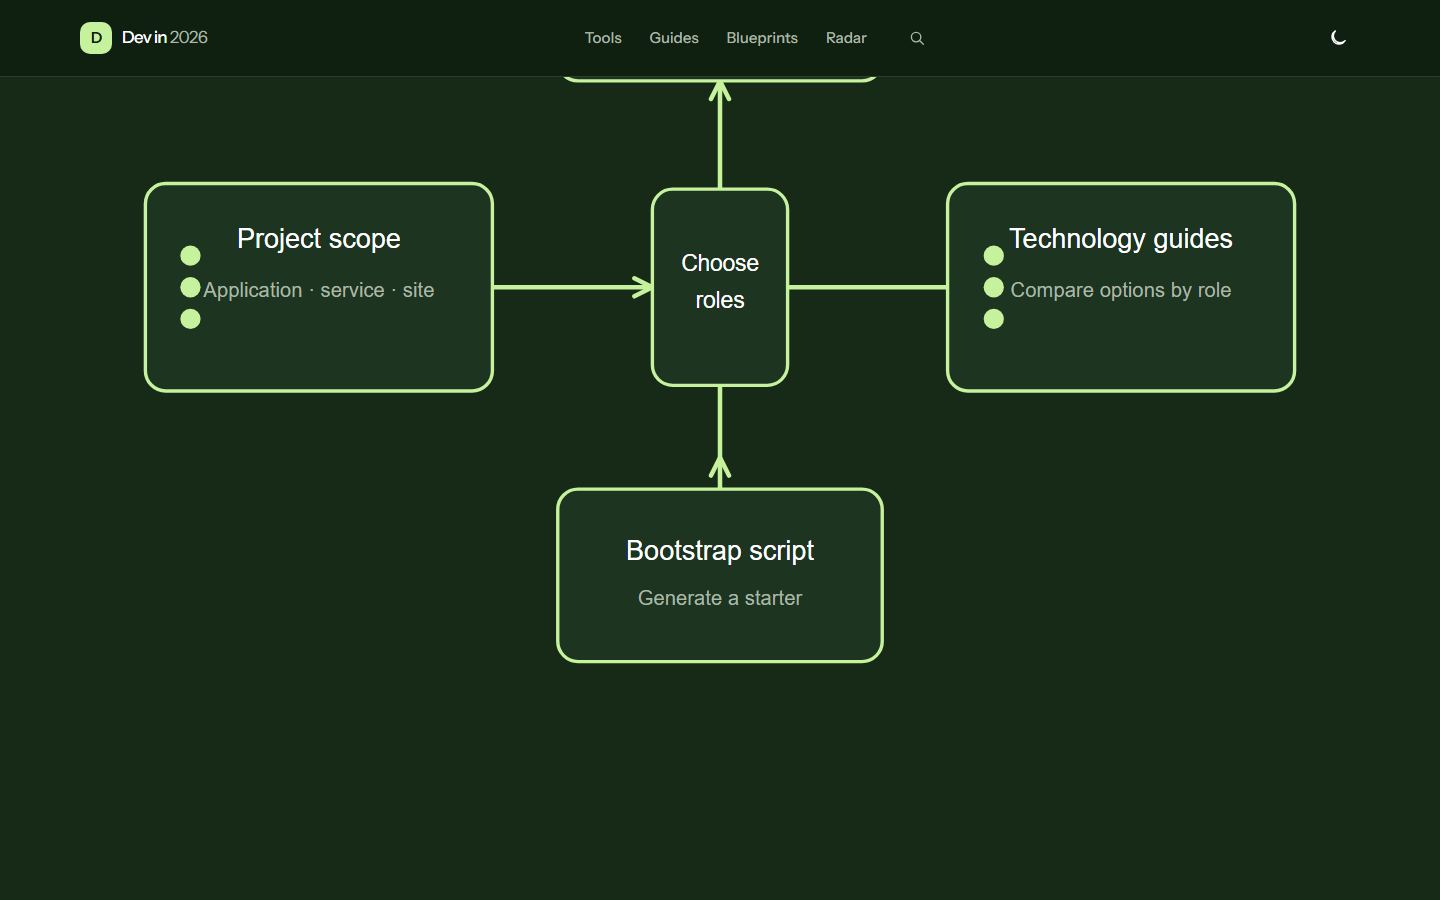 D Dev in 2026
Tools Guides Blueprints Radar
Project scope
Application · service · site
Choose
roles
Technology guides
Compare options by role
Bootstrap script
Generate a starter